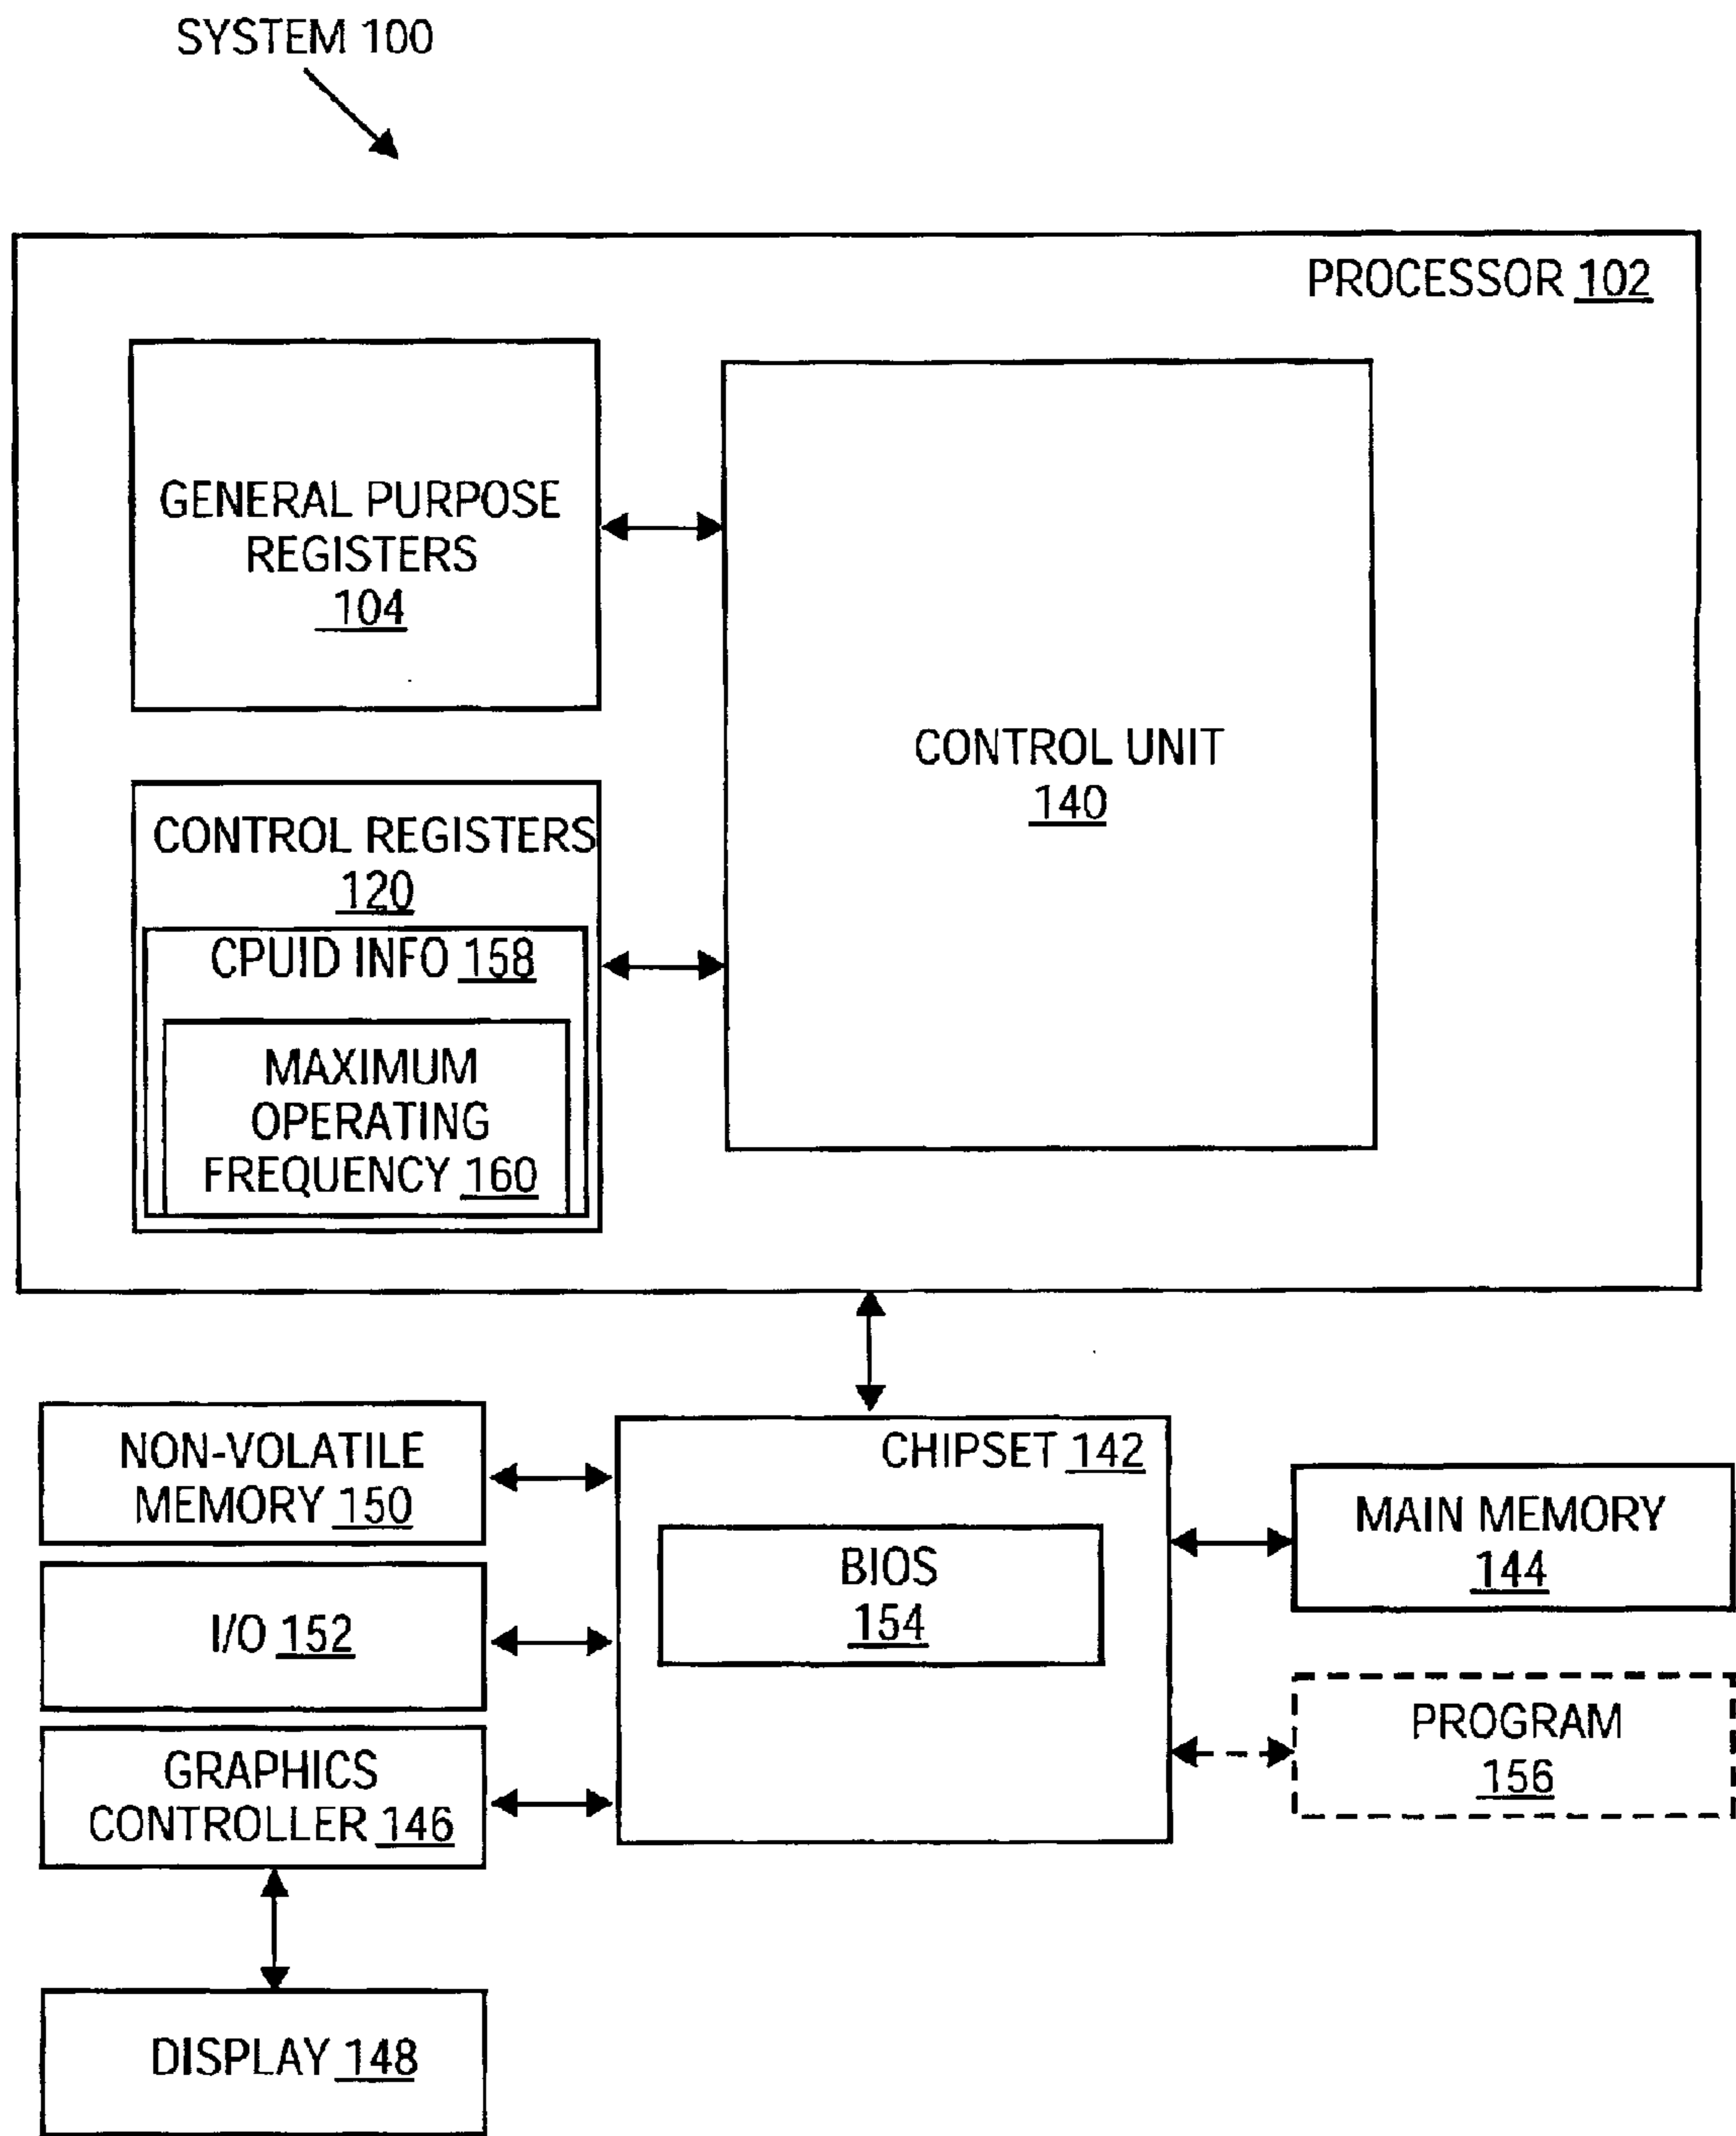 SYSTEM 100
PROCESSOR 102
GENERAL PURPOSE
REGISTERS
104
CONTROL UNIT
140
CONTROL REGISTERS
120
CPUID INFO 158
MAXIMUM
OPERATING
FREQUENCY 160
NON-VOLATILE
MEMORY 150
I/O 152
GRAPHICS
CONTROLLER 146
DISPLAY 148
CHIPSET 142
BIOS
154
MAIN MEMORY
144
PROGRAM
156